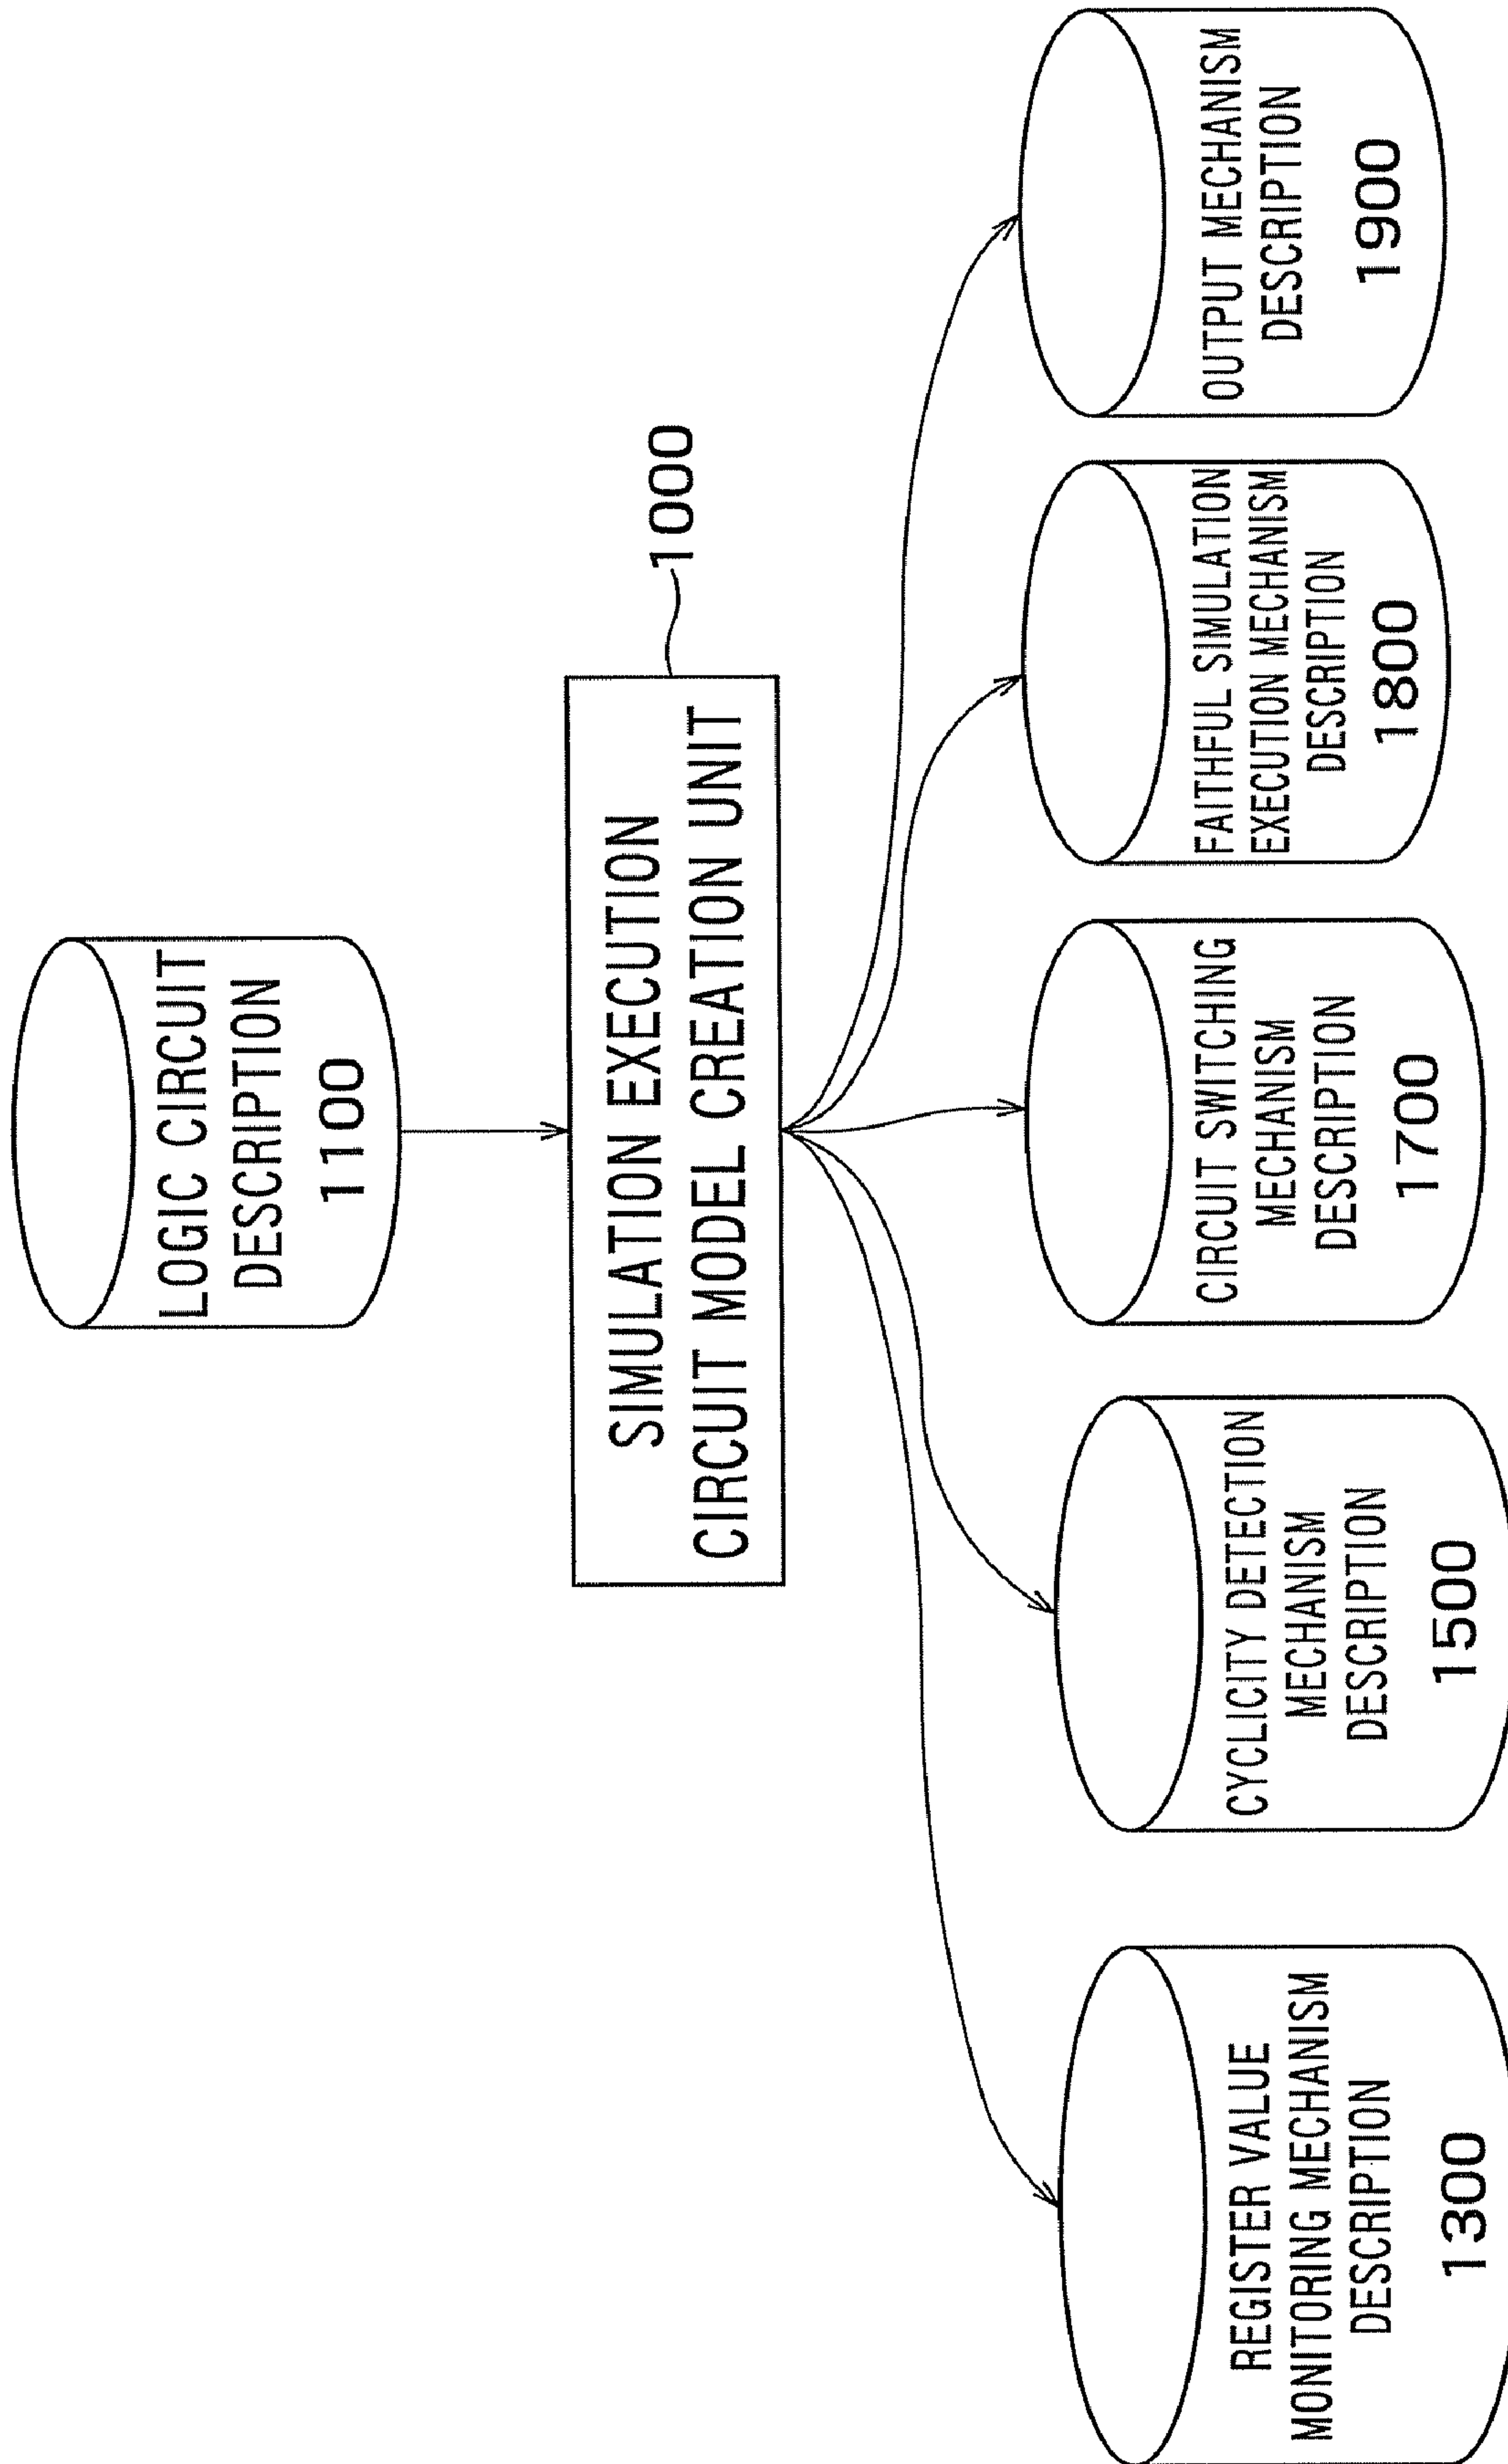 LOGIC CIRCUIT
DESCRIPTION
1100
SIMULATION EXECUTION
CIRCUIT MODEL CREATION UNIT
1000
REGISTER VALUE
MONITORING MECHANISM
DESCRIPTION
1300
CYCLICITY DETECTION
MECHANISM
DESCRIPTION
1500
CIRCUIT SWITCHING
MECHANISM
DESCRIPTION
1700
FAITHFUL SIMULATION
EXECUTION MECHANISM
DESCRIPTION
1800
OUTPUT MECHANISM
DESCRIPTION
1900